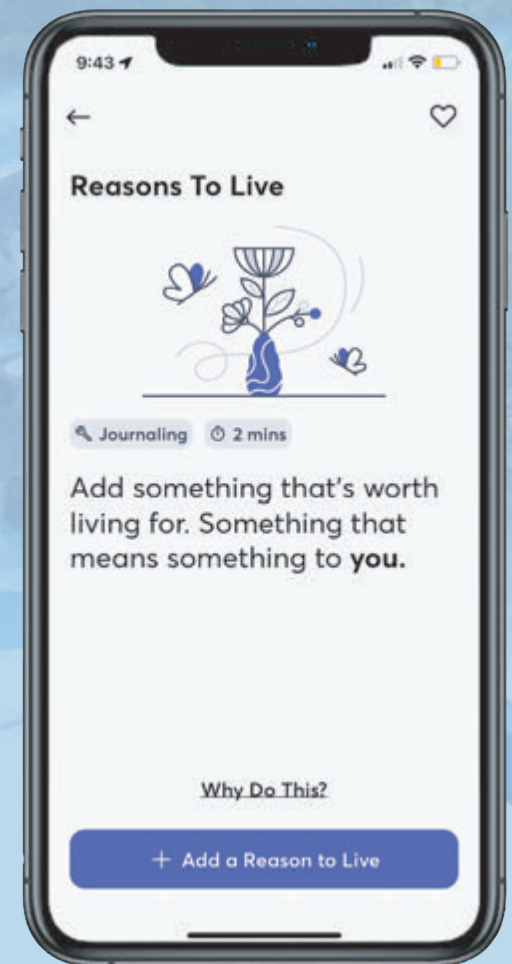 9:43
Reasons To Live
Journaling 2 mins
Add something that's worth
living for. Something that
means something to you.
Why Do This?
+ Add a Reason to Live